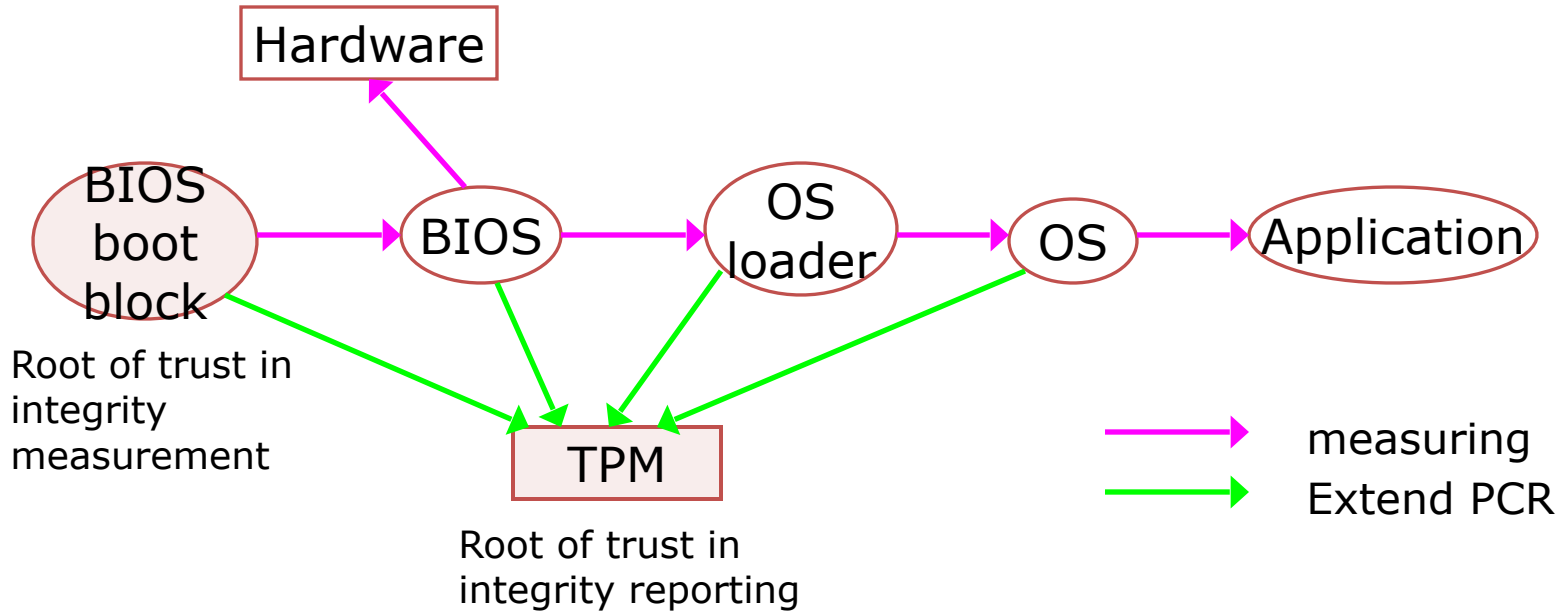 Hardware
BIOS
boot
block
BIOS
OS
loader
OS
Application
Root of trust in
integrity
measurement
TPM
Root of trust in
integrity reporting
measuring
Extend PCR